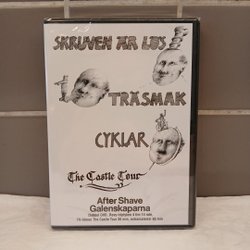 SKRUVEN ÄR LÖS
TRÄSMAK
CYKLAR
The Castle Tour
After Shave
Galenskaparna